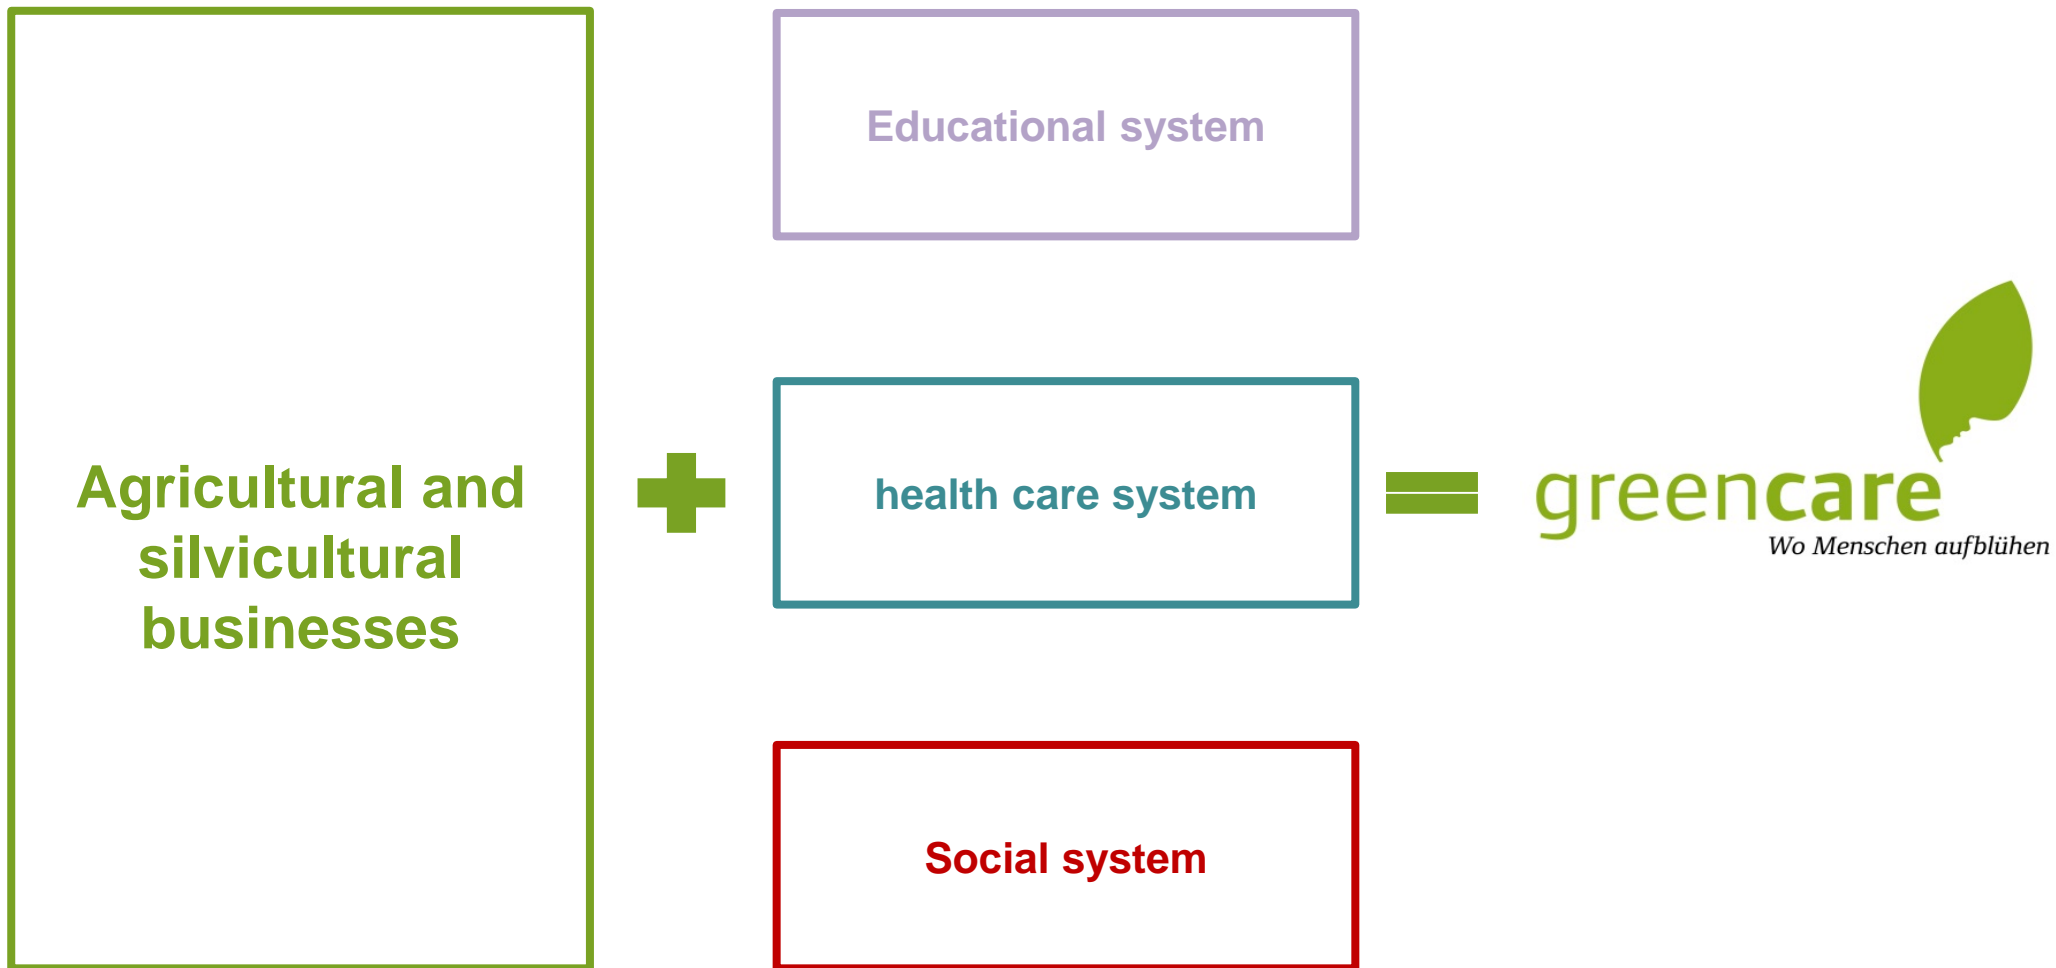 Agricultural and
silvicultural
businesses
Educational system
health care system
Social system
greencare
Wo Menschen aufblühen